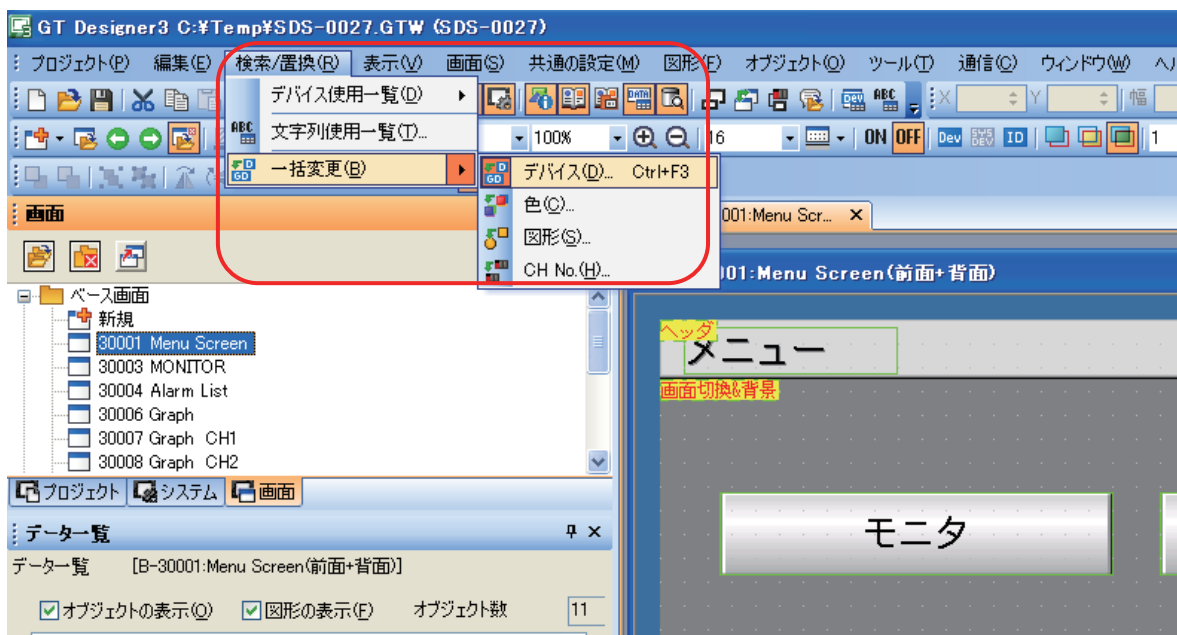 GT Designer3 C:¥Temp¥SDS-0027.GTW (SDS-0027)
プロジェクト(P) 編集(E) 検索/置換(R) 表示(V) 画面(S) 共通の設定(M) 図形(F) オブジェクト(O) ツール(T) 通信(C) ウィンドウ(W)
デバイス使用一覧(D)
ABC 文字列使用一覧(T)...
一括変更(B)
DATA ABC X Y 幅
100% 16 ON OFF Dev SYS DEV ID 1
デバイス(D)... Ctrl+F3
色(C)...
図形(S)...
CH No.(H)...
画面
001:Menu Scr...
01:Menu Screen(前面+背面)
ベース画面
新規
30001 Menu Screen
30003 MONITOR
30004 Alarm List
30006 Graph
30007 Graph CH1
30008 Graph CH2
ヘッダ
メニュー
画面切換&背景
モニタ
プロジェクト システム 画面
データ一覧
データ一覧 [B-30001:Menu Screen(前面+背面)]
オブジェクトの表示(O) 図形の表示(F) オブジェクト数 11